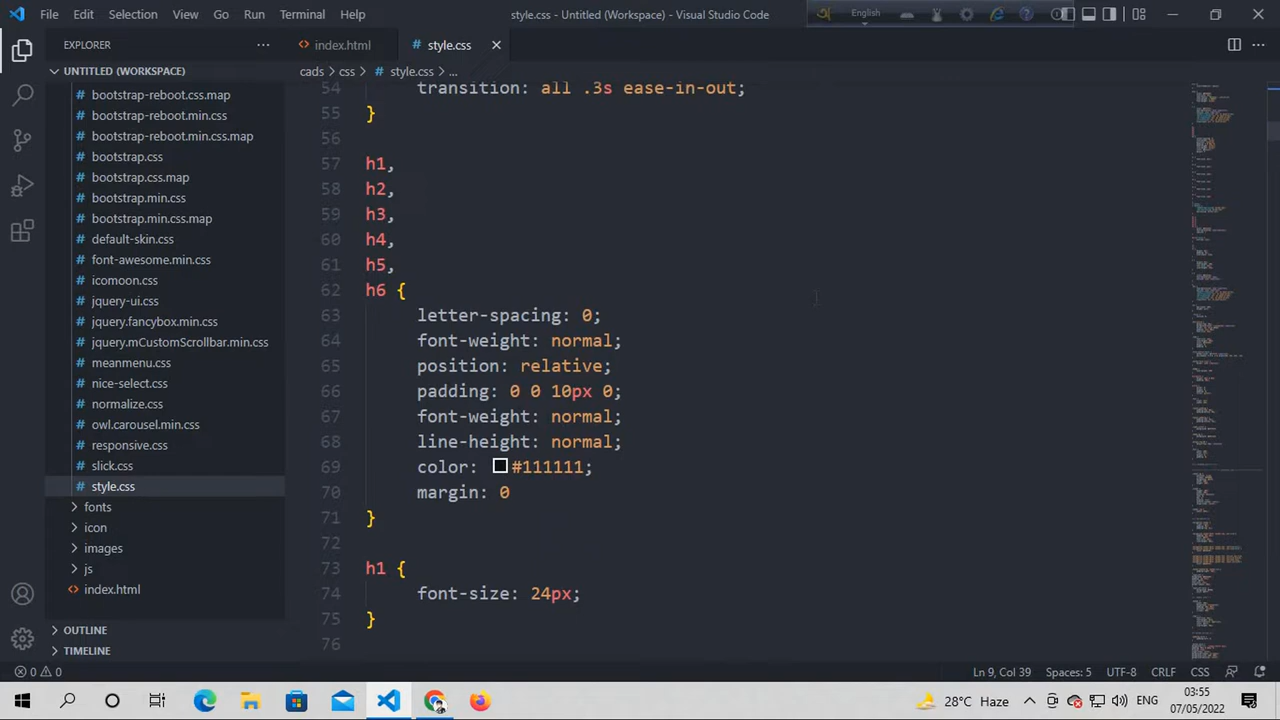 File Edit Selection View Go Run Terminal Help
style.css - Untitled (Workspace) - Visual Studio Code
English
EXPLORER
index.html
style.css
UNTITLED (WORKSPACE)
cads > css > # style.css > ...
# bootstrap-reboot.css.map
# bootstrap-reboot.min.css
# bootstrap-reboot.min.css.map
# bootstrap.css
# bootstrap.css.map
# bootstrap.min.css
# bootstrap.min.css.map
# default-skin.css
# font-awesome.min.css
# icomoon.css
# jquery-ui.css
# jquery.fancybox.min.css
# jquery.mCustomScrollbar.min.css
# meanmenu.css
# nice-select.css
# normalize.css
# owl.carousel.min.css
# responsive.css
# slick.css
# style.css
fonts
icon
images
js
index.html
OUTLINE
TIMELINE
54 transition: all .3s ease-in-out;
55 }
56
57 h1,
58 h2,
59 h3,
60 h4,
61 h5,
62 h6 {
63 letter-spacing: 0;
64 font-weight: normal;
65 position: relative;
66 padding: 0 0 10px 0;
67 font-weight: normal;
68 line-height: normal;
69 color: #111111;
70 margin: 0
71 }
72
73 h1 {
74 font-size: 24px;
75 }
76
0 0
Ln 9, Col 39 Spaces: 5 UTF-8 CRLF CSS
28°C Haze
ENG
03:55
07/05/2022